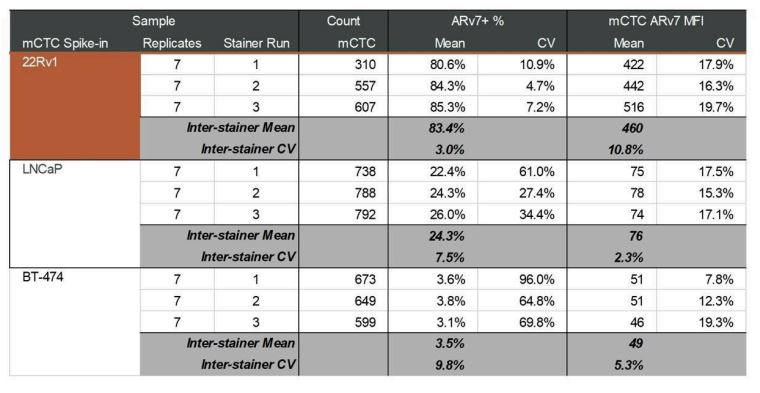 Sample Count ARv7+ % mCTC ARv7 MFI
mCTC Spike-in Replicates Stainer Run mCTC Mean CV Mean CV
22Rv1 7 1 310 80.6% 10.9% 422 17.9%
7 2 557 84.3% 4.7% 442 16.3%
7 3 607 85.3% 7.2% 516 19.7%
Inter-stainer Mean 83.4% 460
Inter-stainer CV 3.0% 10.8%
LNCaP 7 1 738 22.4% 61.0% 75 17.5%
7 2 788 24.3% 27.4% 78 15.3%
7 3 792 26.0% 34.4% 74 17.1%
Inter-stainer Mean 24.3% 76
Inter-stainer CV 7.5% 2.3%
BT-474 7 1 673 3.6% 96.0% 51 7.8%
7 2 649 3.8% 64.8% 51 12.3%
7 3 599 3.1% 69.8% 46 19.3%
Inter-stainer Mean 3.5% 49
Inter-stainer CV 9.8% 5.3%